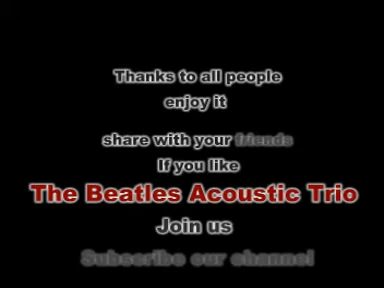 Thanks to all people
enjoy it
share with your friends
If you like
The Beatles Acoustic Trio
Join us
Subscribe our channel